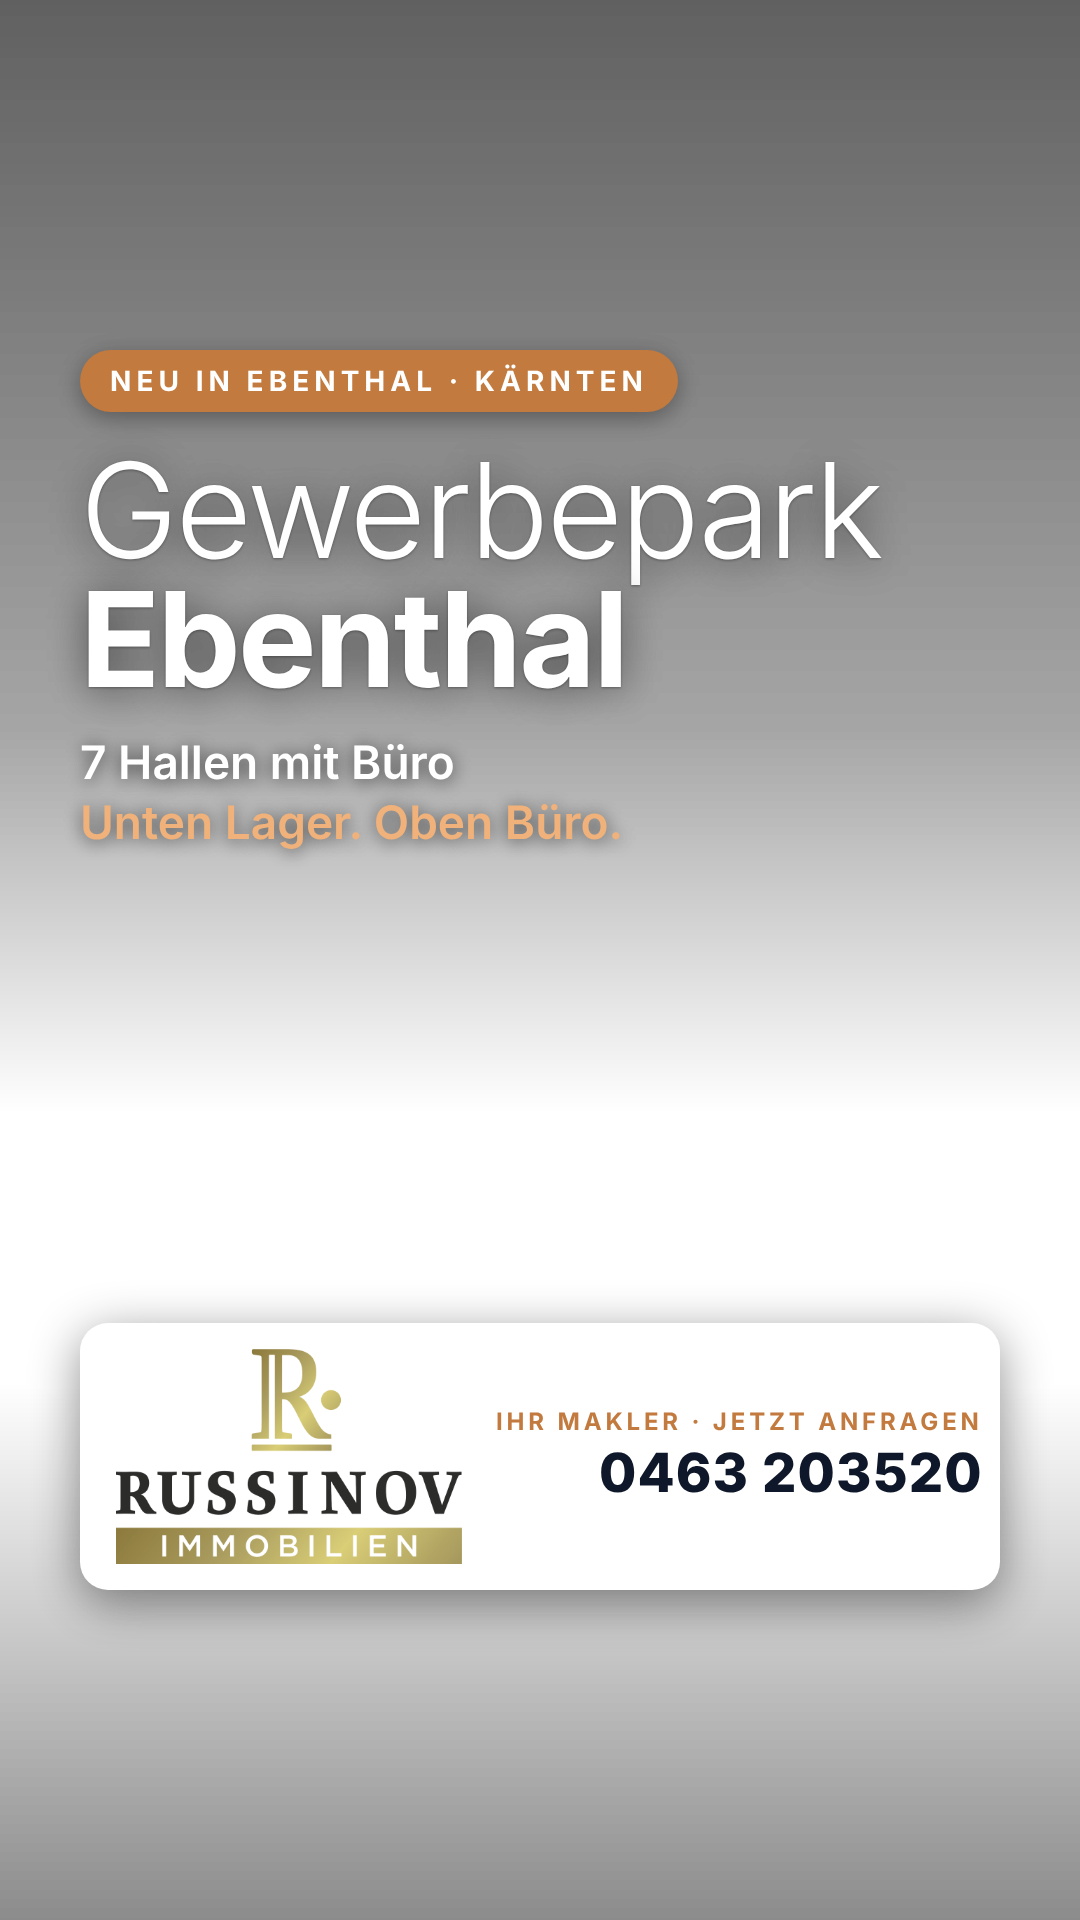 NEU IN EBENTHAL · KÄRNTEN
Gewerbepark
Ebenthal
7 Hallen mit Büro
Unten Lager. Oben Büro.
R
RUSSINOV
IMMOBILIEN
IHR MAKLER · JETZT ANFRAGEN
0463 203520